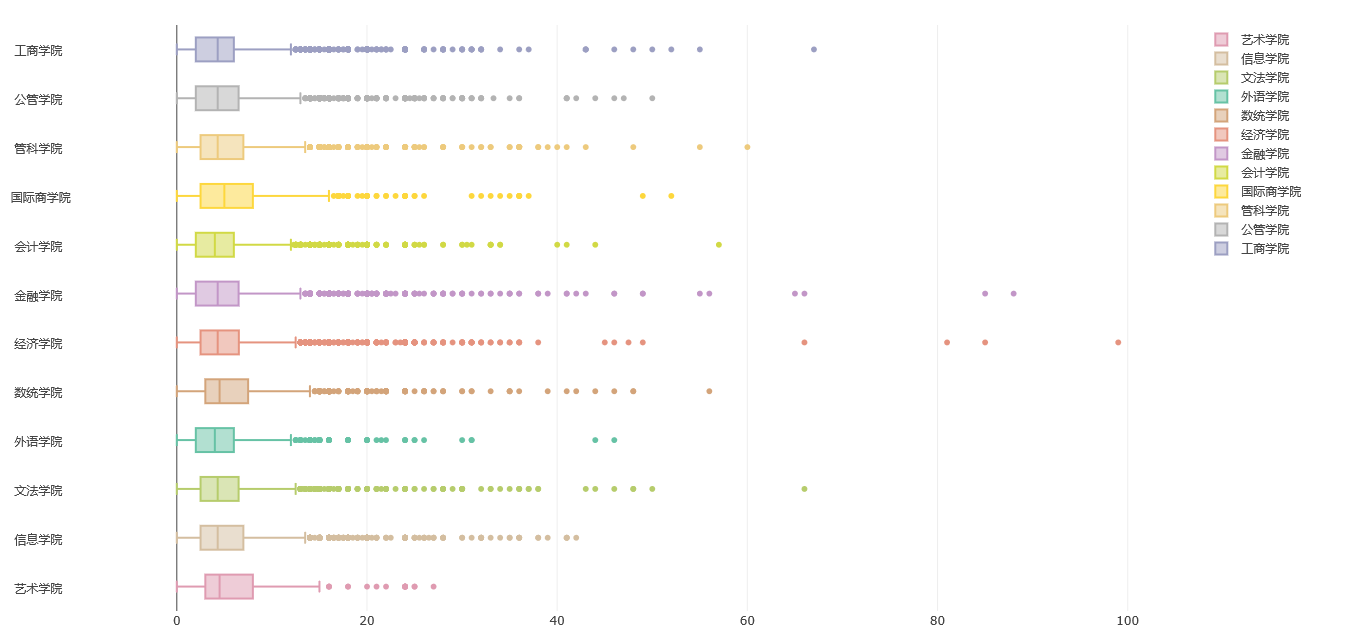 工商学院
公管学院
管科学院
国际商学院
会计学院
金融学院
经济学院
数统学院
外语学院
文法学院
信息学院
艺术学院
0 20 40 60 80 100
艺术学院
信息学院
文法学院
外语学院
数统学院
经济学院
金融学院
会计学院
国际商学院
管科学院
公管学院
工商学院